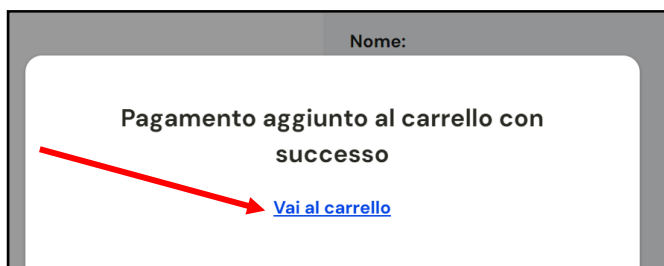 Nome:
Pagamento aggiunto al carrello con
successo
Vai al carrello